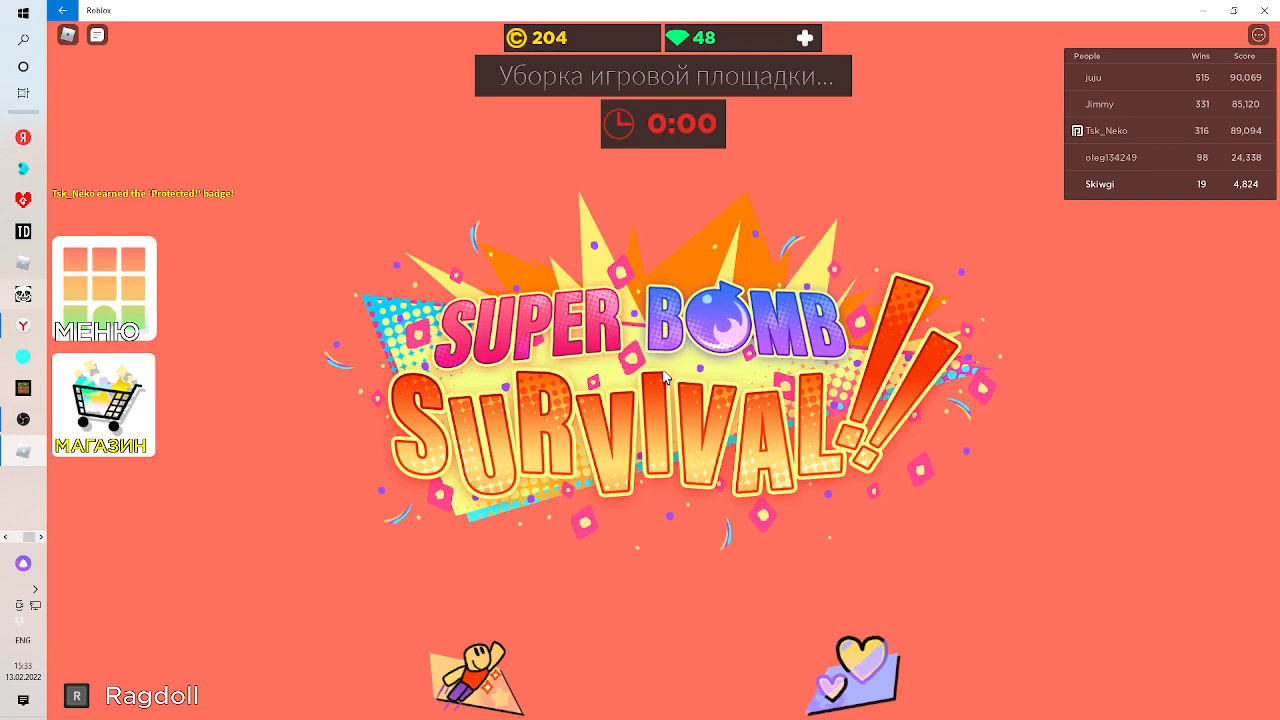 Roblox
204
48
Уборка игровой площадки...
0:00
People Wins Score
juju 515 90,069
Jimmy 331 85,120
Tsk_Neko 316 89,094
oleg134249 98 24,338
Skiwgi 19 4,824
Tsk_Neko earned the 'Protected!' badge!
МЕНЮ
МАГАЗИН
SUPER BOMB
SURVIVAL!!
R Ragdoll
Я
TD
Y
ENG
15:33
13.02.2022